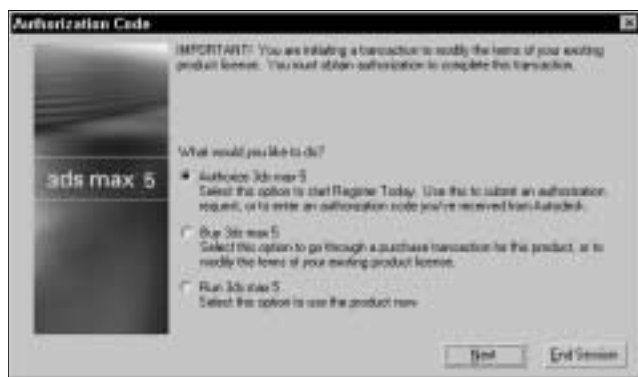 Authorization Code
IMPORTANT! You are initiating a transaction to modify the terms of your existing
product license. You must obtain authorization to complete this transaction.
What would you like to do?
3ds max 5
Authorize 3ds max 5
Select this option to start Register Today. Use this to submit an authorization
request, or to enter an authorization code you've received from Autodesk.
Buy 3ds max 5
Select this option to go through a purchase transaction for this product, or to
modify the terms of your existing product license.
Run 3ds max 5
Select this option to use the product now
Next
End Session